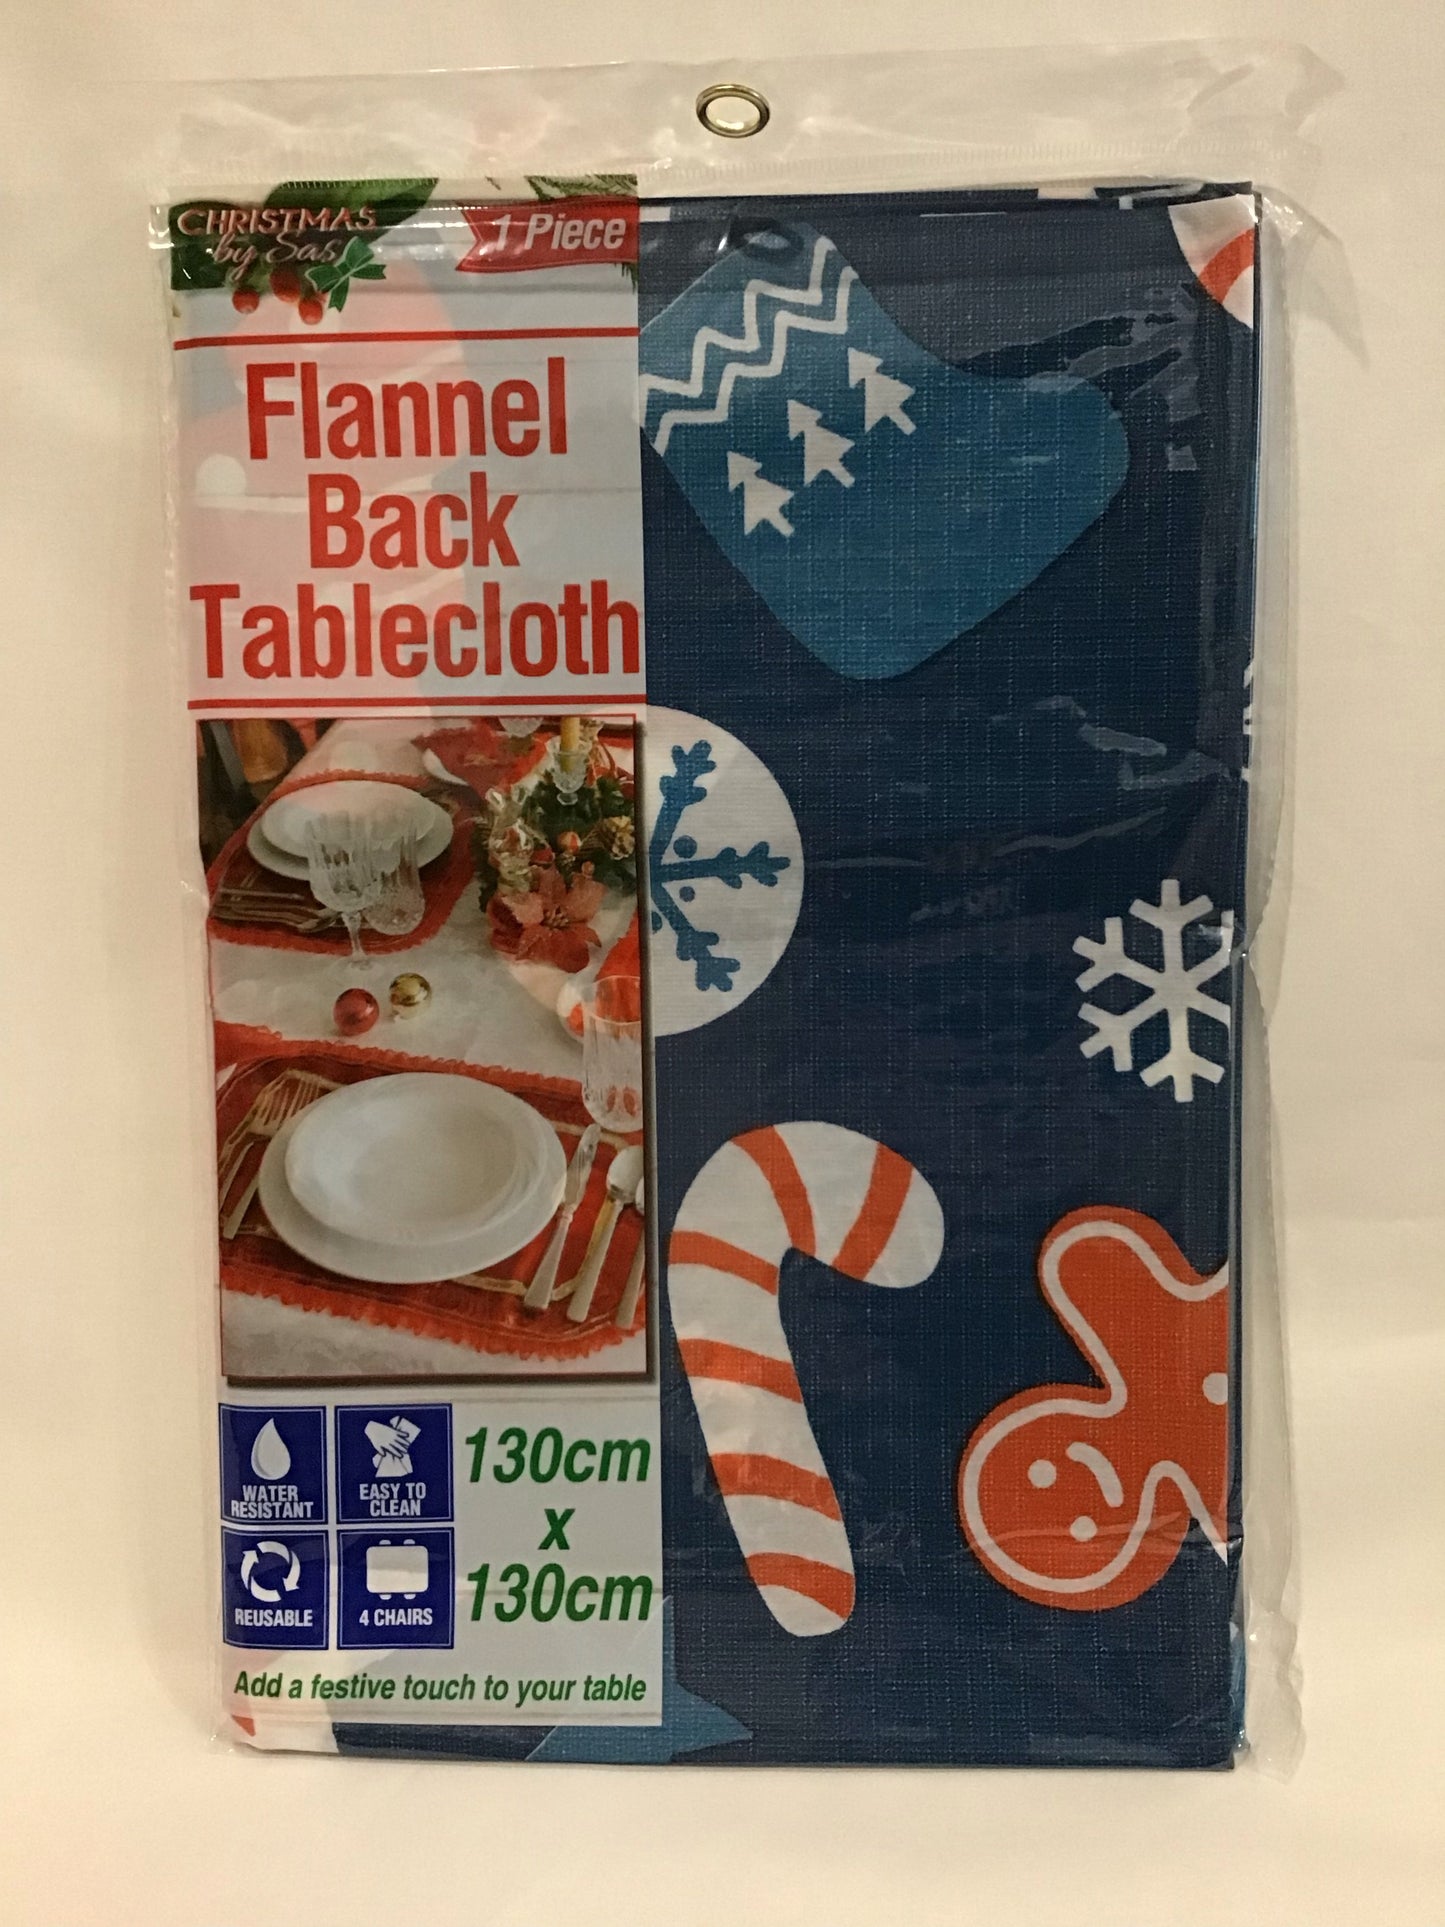 CHRISTMAS
by Sas
1 Piece
Flannel
Back
Tablecloth
WATER
RESISTANT
EASY TO
CLEAN
REUSABLE
4 CHAIRS
130cm
x
130cm
Add a festive touch to your table